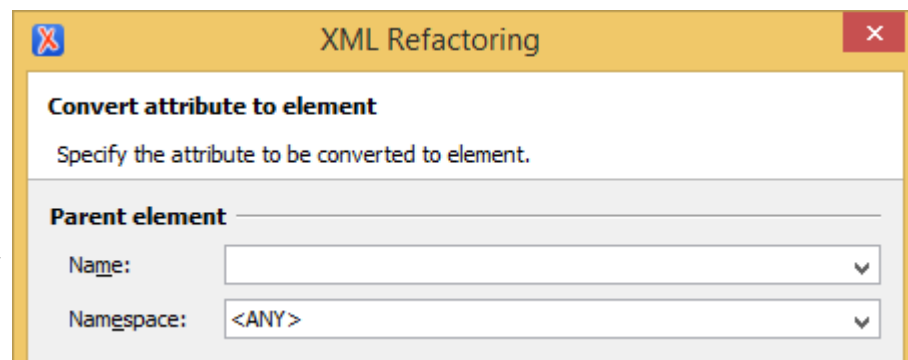 XML Refactoring
Convert attribute to element
Specify the attribute to be converted to element.
Parent element
Name:
Namespace: <ANY>